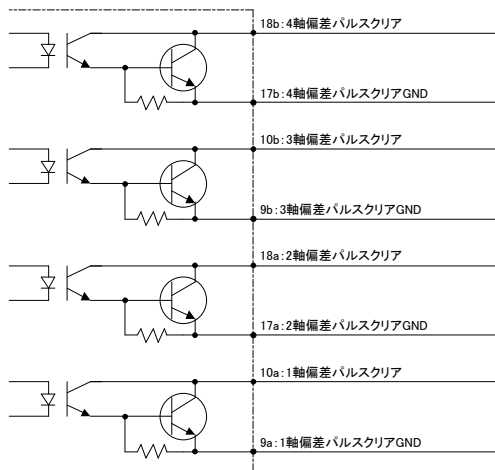 18b:4軸偏差パルスクリア
17b:4軸偏差パルスクリアGND
10b:3軸偏差パルスクリア
9b:3軸偏差パルスクリアGND
18a:2軸偏差パルスクリア
17a:2軸偏差パルスクリアGND
10a:1軸偏差パルスクリア
9a:1軸偏差パルスクリアGND